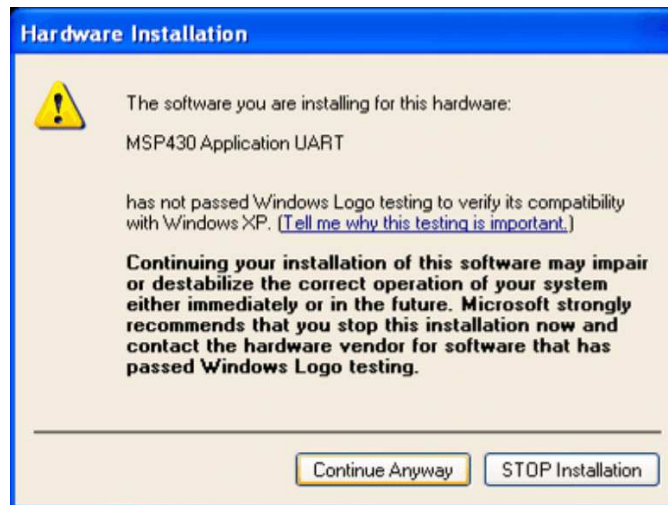 Hardware Installation
The software you are installing for this hardware:
MSP430 Application UART
has not passed Windows Logo testing to verify its compatibility
with Windows XP. (Tell me why this testing is important.)
Continuing your installation of this software may impair
or destabilize the correct operation of your system
either immediately or in the future. Microsoft strongly
recommends that you stop this installation now and
contact the hardware vendor for software that has
passed Windows Logo testing.
Continue Anyway STOP Installation